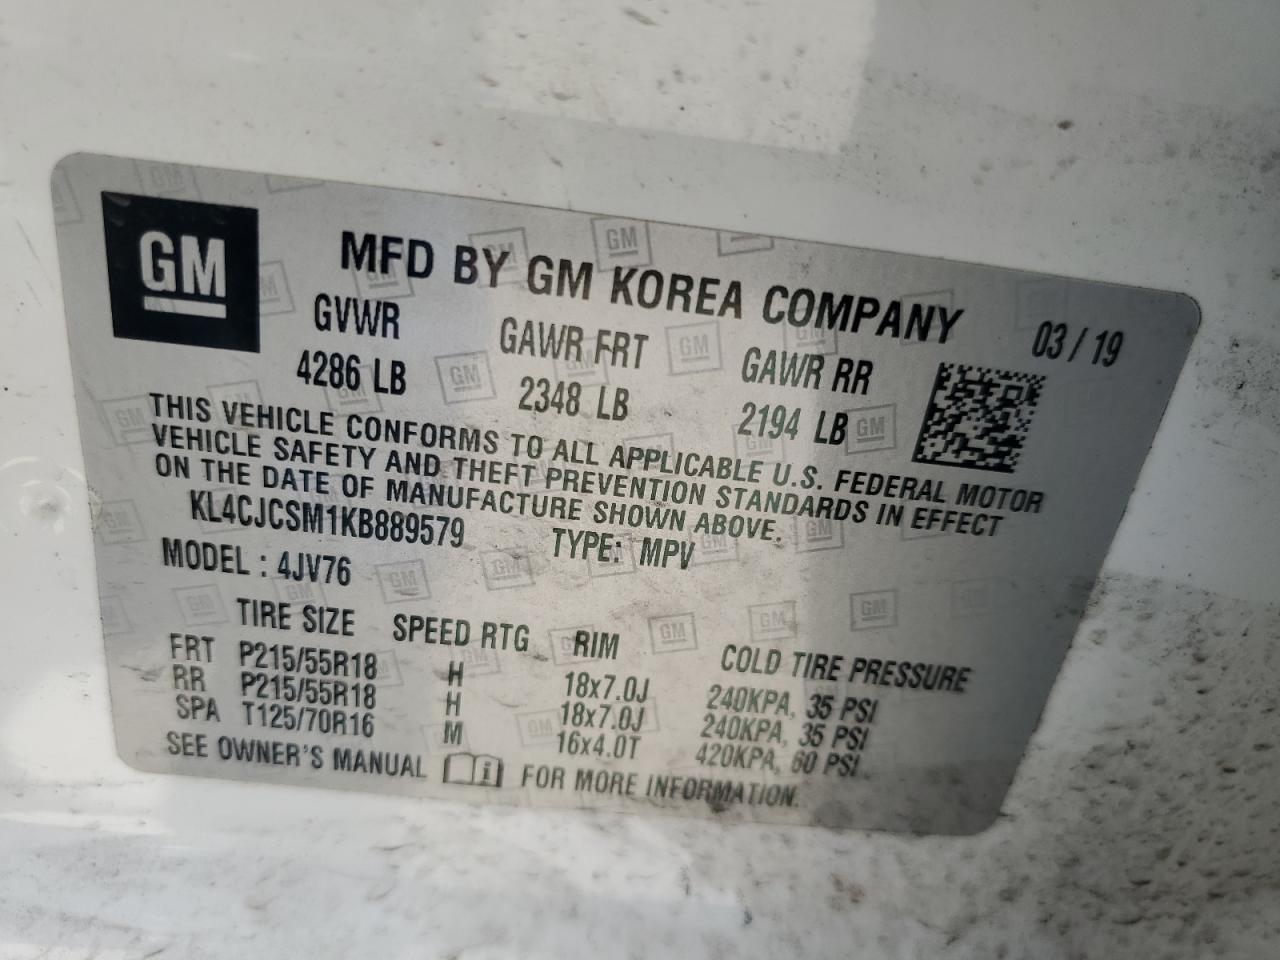 GM
MFD BY GM KOREA COMPANY 03/19
GVWR GAWR FRT GAWR RR
4286 LB 2348 LB 2194 LB
THIS VEHICLE CONFORMS TO ALL APPLICABLE U.S. FEDERAL MOTOR
VEHICLE SAFETY AND THEFT PREVENTION STANDARDS IN EFFECT
ON THE DATE OF MANUFACTURE SHOWN ABOVE.
KL4CJCSM1KB889579 TYPE: MPV
MODEL : 4JV76
TIRE SIZE SPEED RTG RIM COLD TIRE PRESSURE
FRT P215/55R18 H 18x7.0J 240KPA, 35 PSI
RR P215/55R18 H 18x7.0J 240KPA, 35 PSI
SPA T125/70R16 M 16x4.0T 420KPA, 60 PSI
SEE OWNER'S MANUAL i FOR MORE INFORMATION.